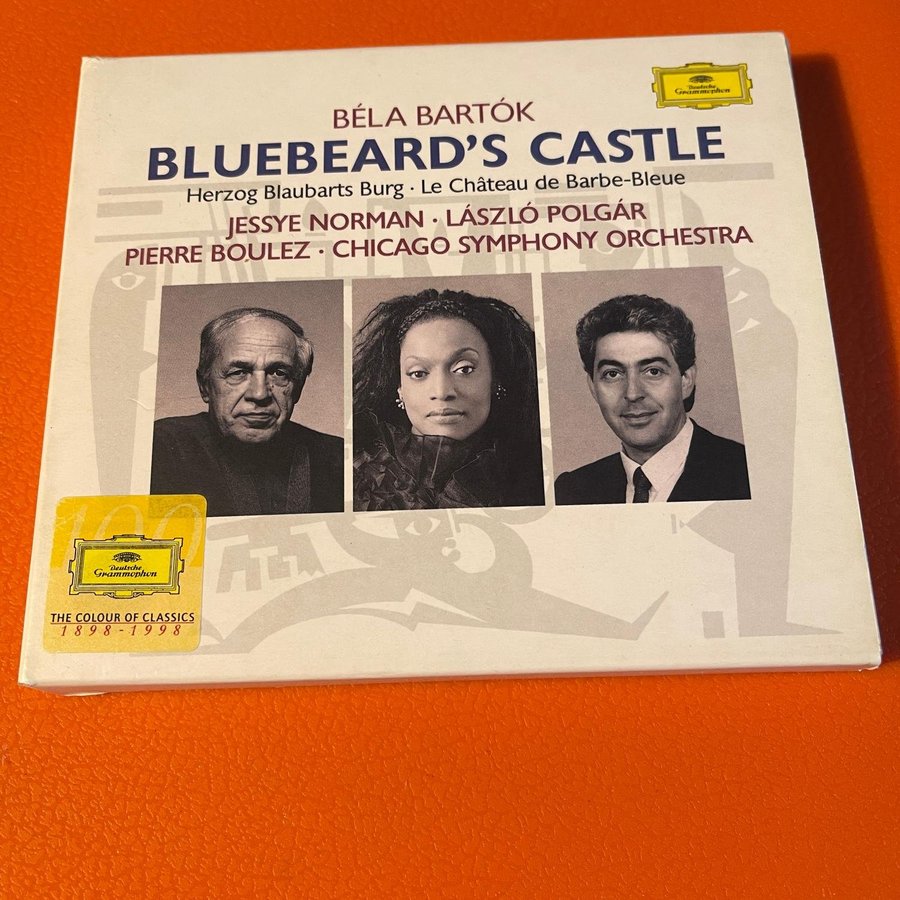 Deutsche
Grammophon
BÉLA BARTÓK
BLUEBEARD'S CASTLE
Herzog Blaubarts Burg · Le Château de Barbe-Bleue
JESSYE NORMAN · LÁSZLÓ POLGÁR
PIERRE BOULEZ · CHICAGO SYMPHONY ORCHESTRA
100
Deutsche
Grammophon
THE COLOUR OF CLASSICS
1898-1998